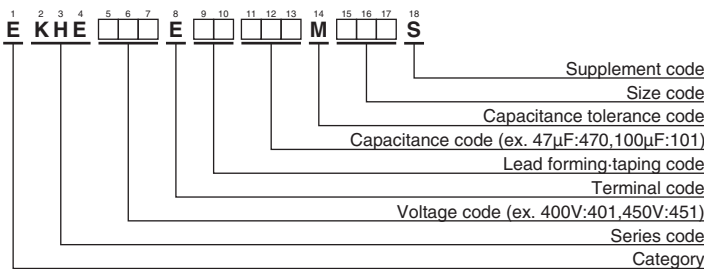 1 2 3 4 5 6 7 8 9 10 11 12 13 14 15 16 17 18
E KHE □□□ E □□ □□□ M □□□ S
Supplement code
Size code
Capacitance tolerance code
Capacitance code (ex. 47µF:470,100µF:101)
Lead forming·taping code
Terminal code
Voltage code (ex. 400V:401,450V:451)
Series code
Category